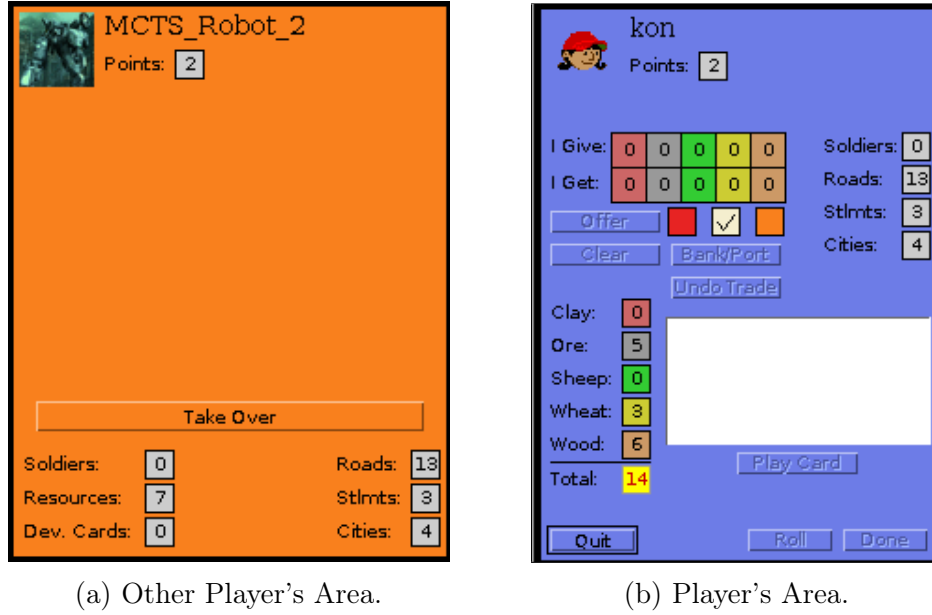 MCTS_Robot_2
Points: 2
Take Over
Soldiers: 0 Roads: 13
Resources: 7 Stlmts: 3
Dev. Cards: 0 Cities: 4
(a) Other Player's Area.
kon
Points: 2
I Give: 0 0 0 0 0 Soldiers: 0
I Get: 0 0 0 0 0 Roads: 13
Offer Stlmts: 3
Clear Bank/Port Cities: 4
Undo Trade
Clay: 0
Ore: 5
Sheep: 0
Wheat: 3
Wood: 6
Play Card
Total: 14
Quit Roll Done
(b) Player's Area.